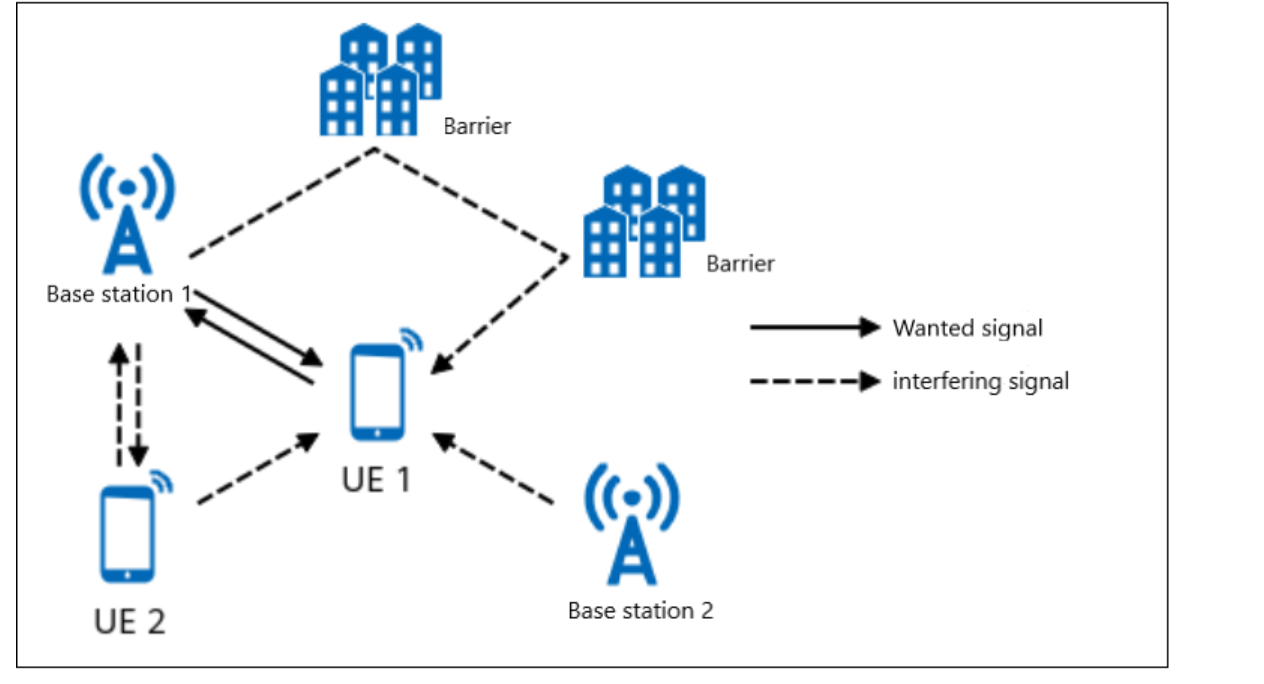 Barrier
Barrier
Base station 1
Wanted signal
interfering signal
UE 1
Base station 2
UE 2